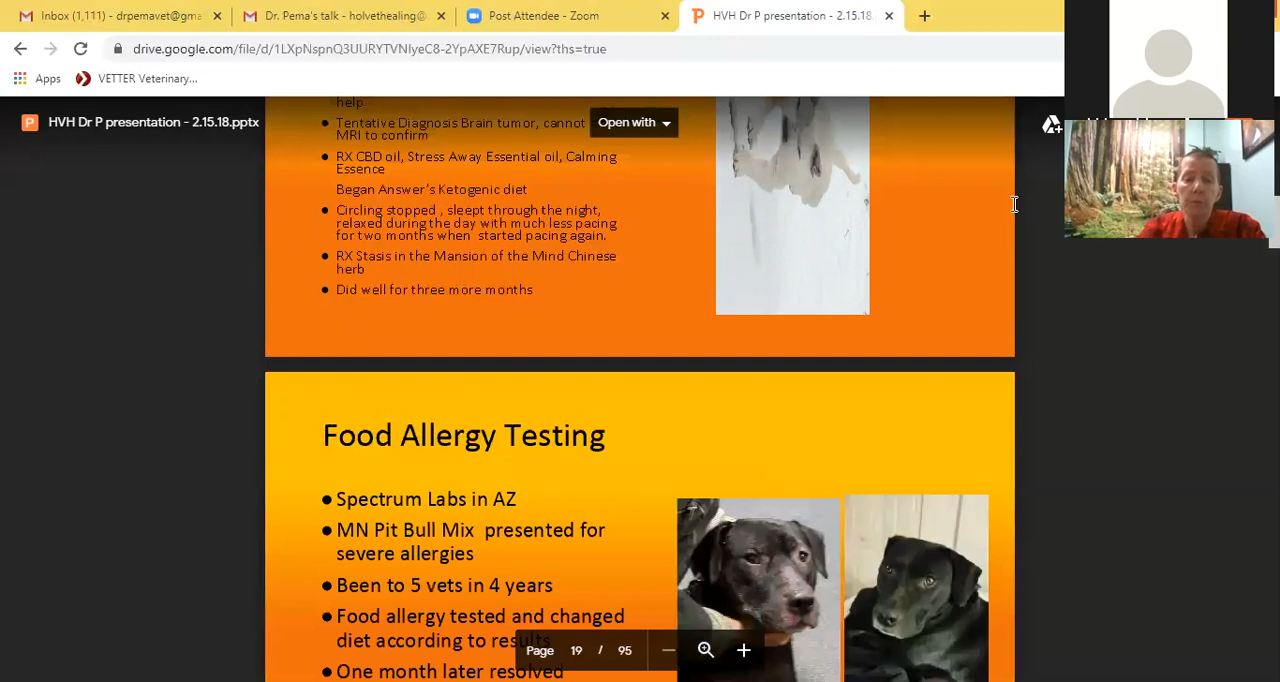 Inbox (1,111) - drpemavet@gma
Dr. Pema's talk - holvethealing@
Post Attendee - Zoom
HVH Dr P presentation - 2.15.18.
drive.google.com/file/d/1LXpNspnQ3UURYTVNIyeC8-2YpAXE7Rup/view?ths=true
Apps
VETTER Veterinary...
HVH Dr P presentation - 2.15.18.pptx
Open with
help
Tentative Diagnosis Brain tumor, cannot
MRI to confirm
RX CBD oil, Stress Away Essential oil, Calming
Essence
Began Answer's Ketogenic diet
Circling stopped , sleept through the night,
relaxed during the day with much less pacing
for two months when started pacing again.
RX Stasis in the Mansion of the Mind Chinese
herb
Did well for three more months
Food Allergy Testing
Spectrum Labs in AZ
MN Pit Bull Mix presented for
severe allergies
Been to 5 vets in 4 years
Food allergy tested and changed
diet according to results
One month later resolved
Page 19 / 95